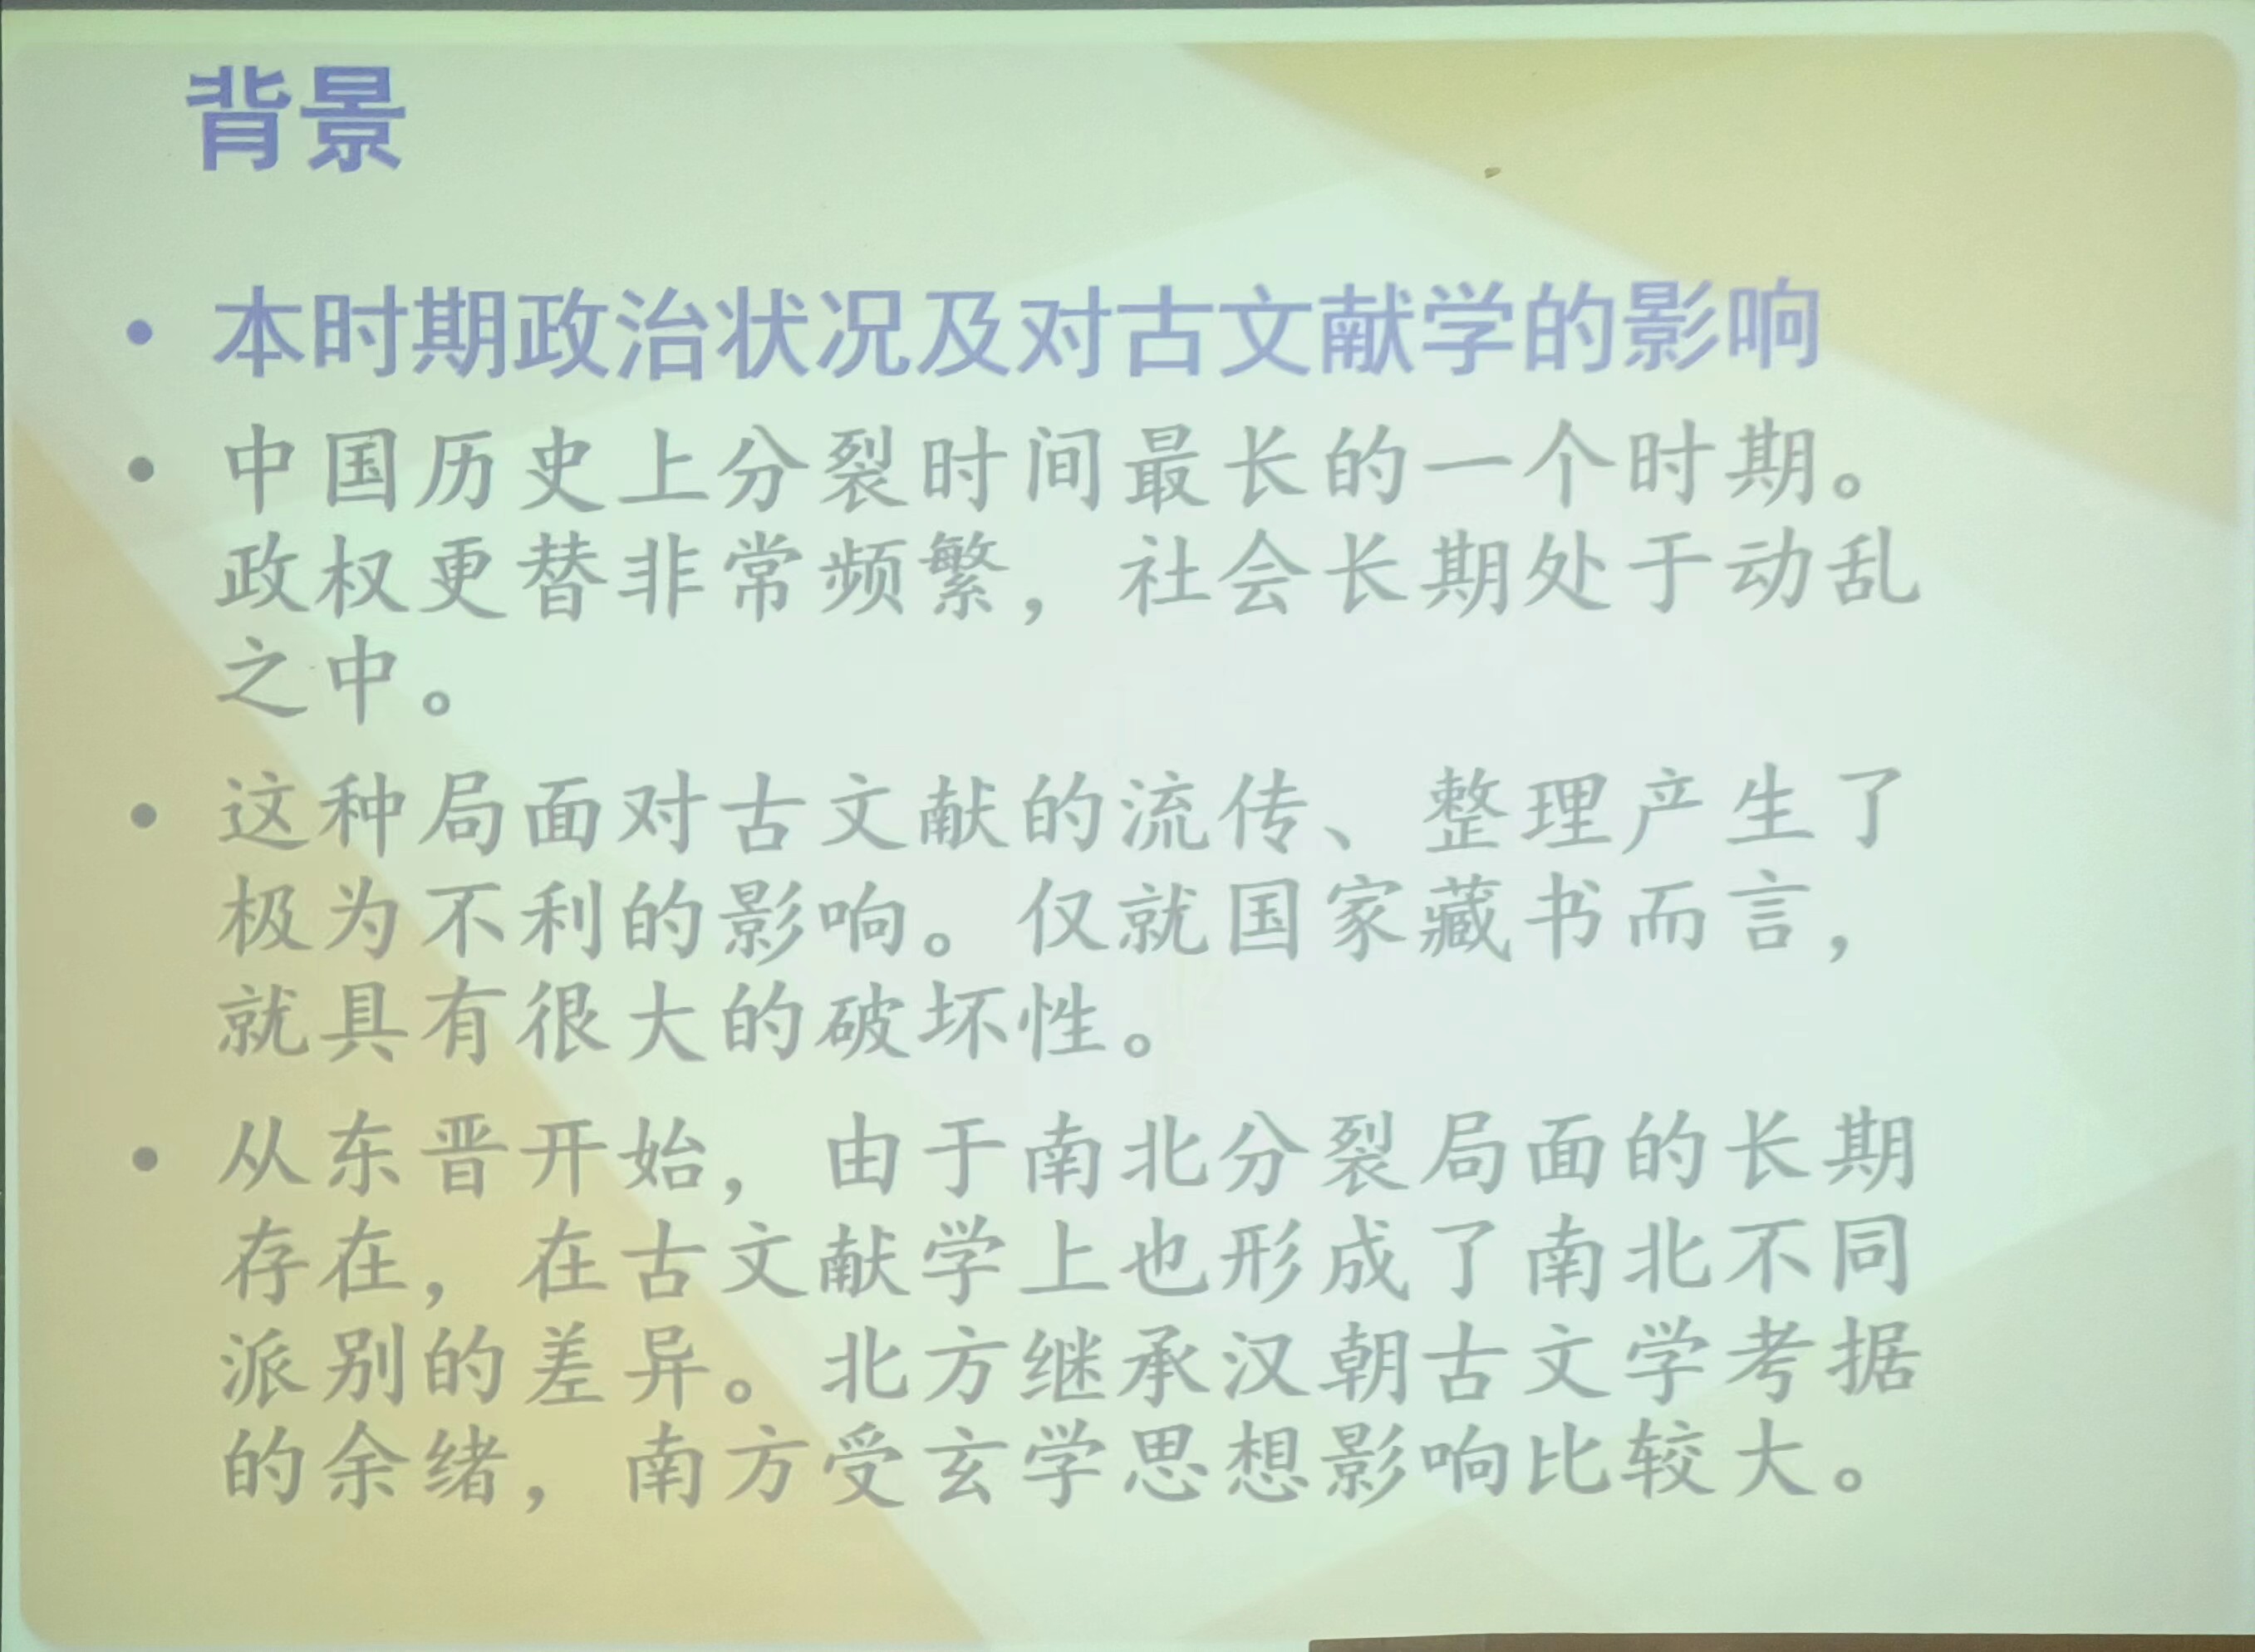 背景
• 本时期政治状况及对古文献学的影响
• 中国历史上分裂时间最长的一个时期。
政权更替非常频繁，社会长期处于动乱
之中。
• 这种局面对古文献的流传、整理产生了
极为不利的影响。仅就国家藏书而言，
就具有很大的破坏性。
• 从东晋开始，由于南北分裂局面的长期
存在，在古文献学上也形成了南北不同
派别的差异。北方继承汉朝古文学考据
的余绪，南方受玄学思想影响比较大。